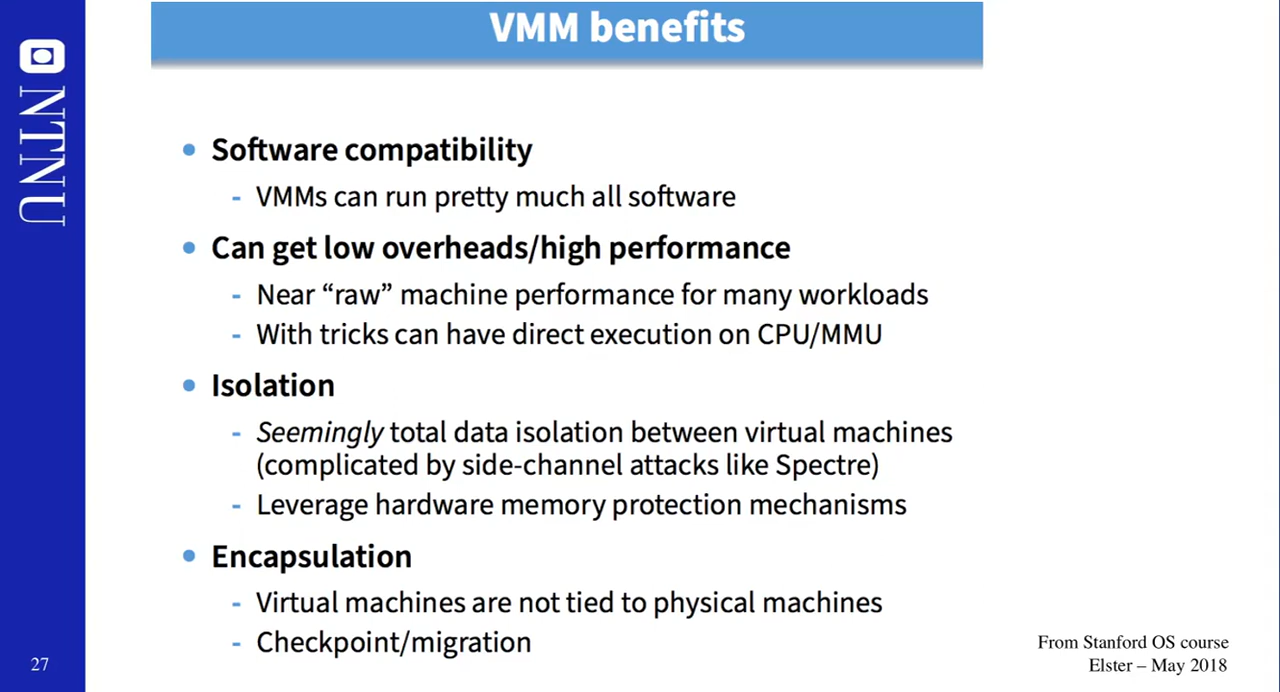 VMM benefits
NTNU
• Software compatibility
- VMMs can run pretty much all software
• Can get low overheads/high performance
- Near “raw” machine performance for many workloads
- With tricks can have direct execution on CPU/MMU
• Isolation
- Seemingly total data isolation between virtual machines
(complicated by side-channel attacks like Spectre)
- Leverage hardware memory protection mechanisms
• Encapsulation
- Virtual machines are not tied to physical machines
- Checkpoint/migration
From Stanford OS course
Elster – May 2018
27